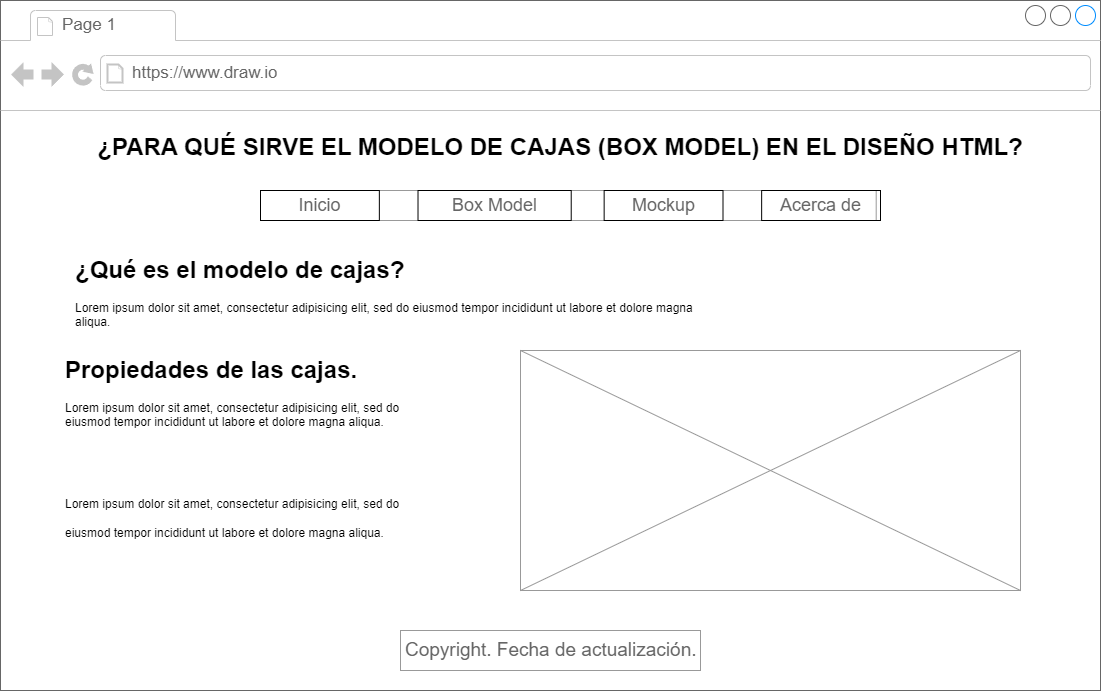 Page 1
https://www.draw.io
¿PARA QUÉ SIRVE EL MODELO DE CAJAS (BOX MODEL) EN EL DISEÑO HTML?
Inicio Box Model Mockup Acerca de
¿Qué es el modelo de cajas?
Lorem ipsum dolor sit amet, consectetur adipisicing elit, sed do eiusmod tempor incididunt ut labore et dolore magna
aliqua.
Propiedades de las cajas.
Lorem ipsum dolor sit amet, consectetur adipisicing elit, sed do
eiusmod tempor incididunt ut labore et dolore magna aliqua.
Lorem ipsum dolor sit amet, consectetur adipisicing elit, sed do
eiusmod tempor incididunt ut labore et dolore magna aliqua.
Copyright. Fecha de actualización.